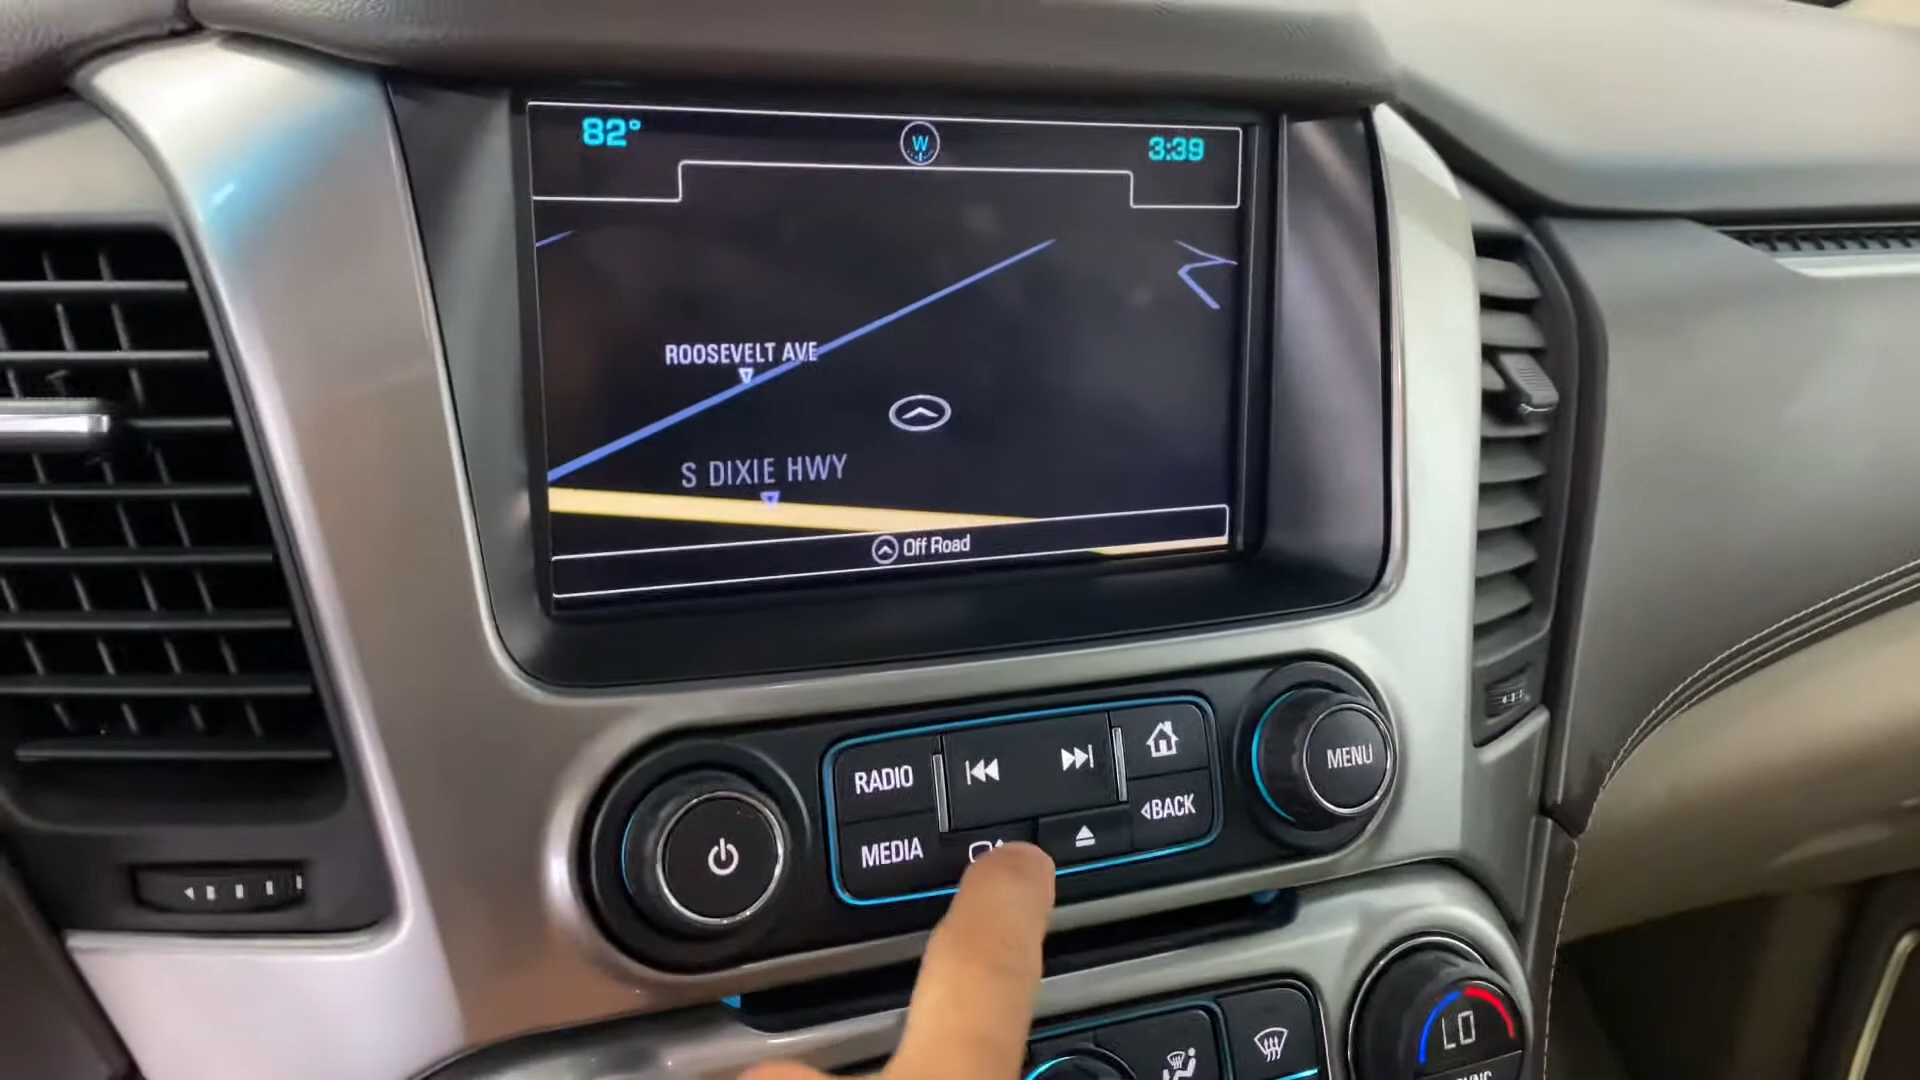 82°
W
3:39
ROOSEVELT AVE
S DIXIE HWY
Off Road
RADIO
MENU
MEDIA
BACK
LO